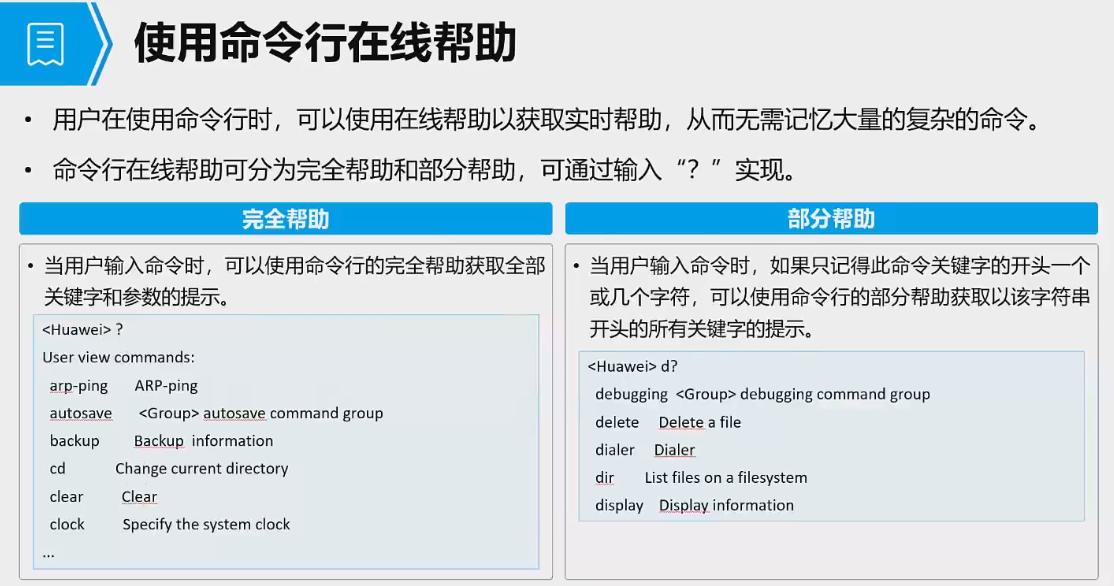 使用命令行在线帮助
• 用户在使用命令行时，可以使用在线帮助以获取实时帮助，从而无需记忆大量的复杂的命令。
• 命令行在线帮助可分为完全帮助和部分帮助，可通过输入“？”实现。
完全帮助
• 当用户输入命令时，可以使用命令行的完全帮助获取全部
关键字和参数的提示。
<Huawei> ?
User view commands:
arp-ping ARP-ping
autosave <Group> autosave command group
backup Backup information
cd Change current directory
clear Clear
clock Specify the system clock
...
部分帮助
• 当用户输入命令时，如果只记得此命令关键字的开头一个
或几个字符，可以使用命令行的部分帮助获取以该字符串
开头的所有关键字的提示。
<Huawei> d?
debugging <Group> debugging command group
delete Delete a file
dialer Dialer
dir List files on a filesystem
display Display information